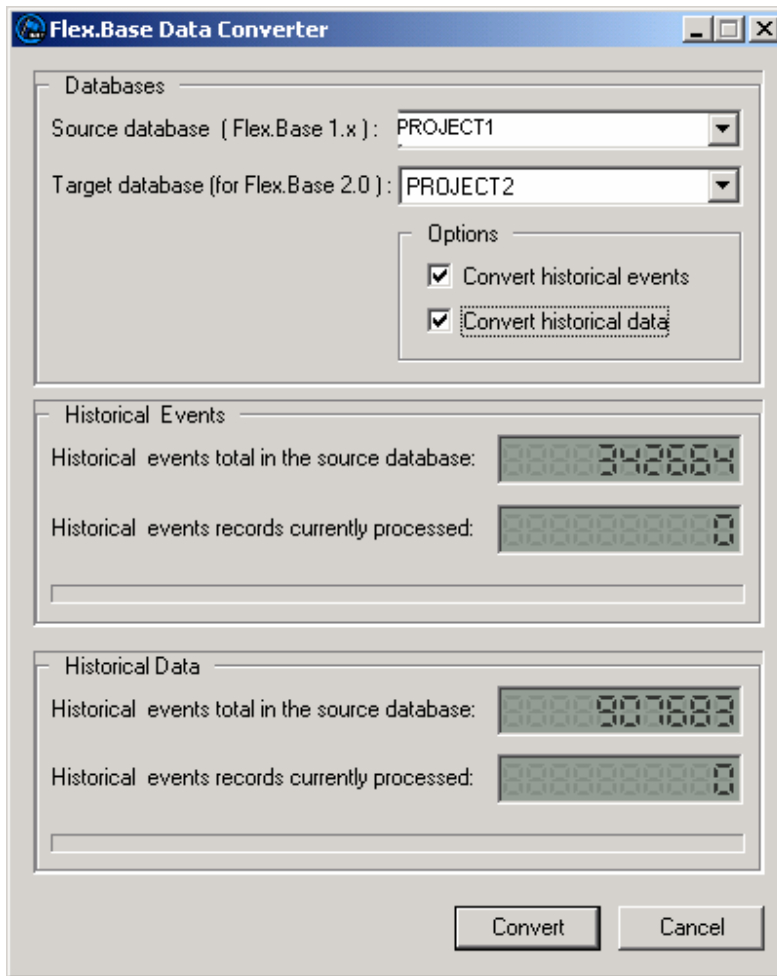 Flex.Base Data Converter
Databases
Source database ( Flex.Base 1.x ) : PROJECT1
Target database (for Flex.Base 2.0 ) : PROJECT2
Options
Convert historical events
Convert historical data
Historical Events
Historical events total in the source database: 342664
Historical events records currently processed: 0
Historical Data
Historical events total in the source database: 907683
Historical events records currently processed: 0
Convert Cancel